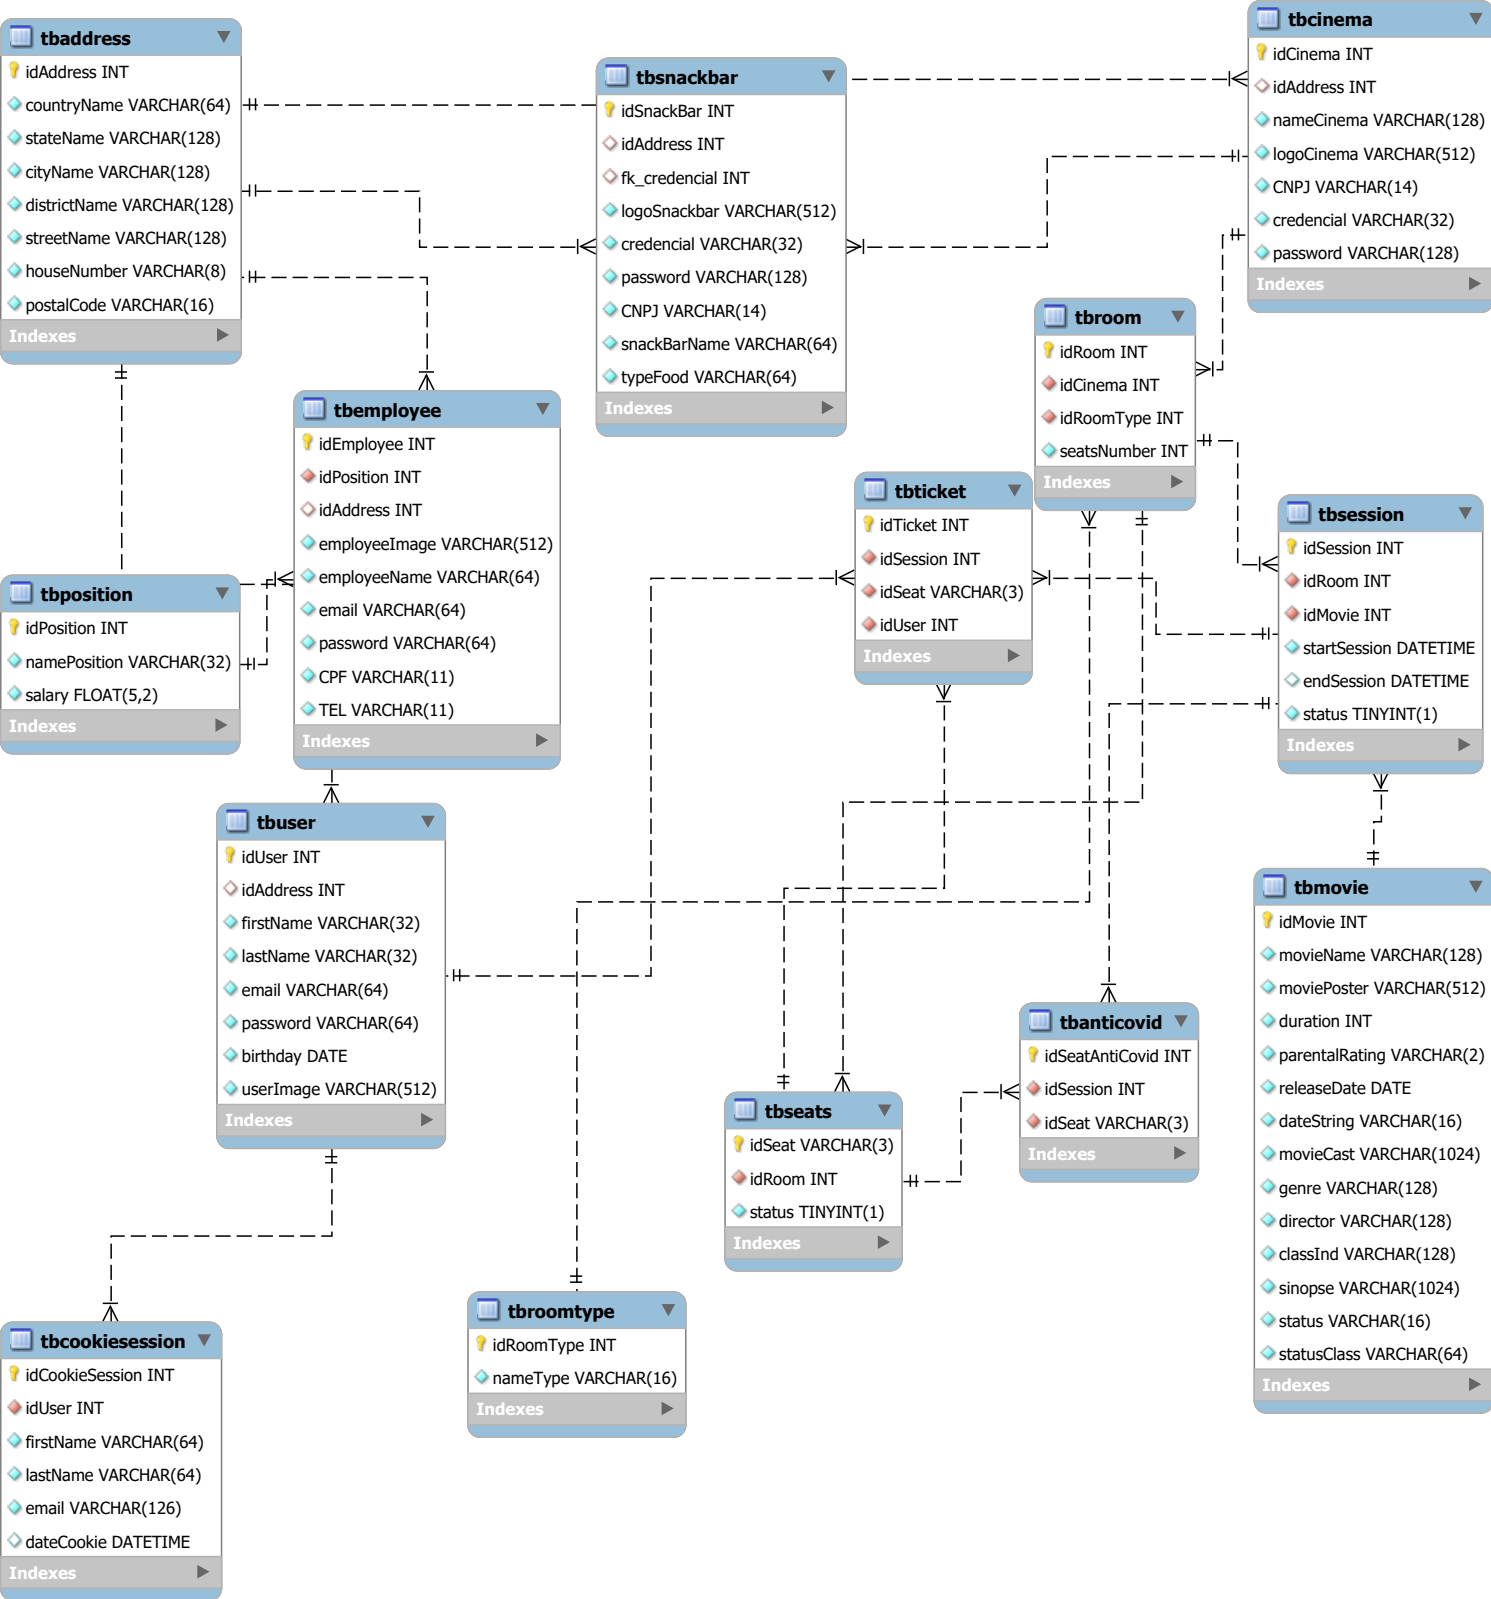 tbaddress
idAddress INT
countryName VARCHAR(64)
stateName VARCHAR(128)
cityName VARCHAR(128)
districtName VARCHAR(128)
streetName VARCHAR(128)
houseNumber VARCHAR(8)
postalCode VARCHAR(16)
Indexes
tbsnackbar
idSnackBar INT
idAddress INT
fk_credencial INT
logoSnackbar VARCHAR(512)
credencial VARCHAR(32)
password VARCHAR(128)
CNPJ VARCHAR(14)
snackBarName VARCHAR(64)
typeFood VARCHAR(64)
Indexes
tbcinema
idCinema INT
idAddress INT
nameCinema VARCHAR(128)
logoCinema VARCHAR(512)
CNPJ VARCHAR(14)
credencial VARCHAR(32)
password VARCHAR(128)
Indexes
tbroom
idRoom INT
idCinema INT
idRoomType INT
seatsNumber INT
Indexes
tbemployee
idEmployee INT
idPosition INT
idAddress INT
employeeImage VARCHAR(512)
employeeName VARCHAR(64)
email VARCHAR(64)
password VARCHAR(64)
CPF VARCHAR(11)
TEL VARCHAR(11)
Indexes
tbticket
idTicket INT
idSession INT
idSeat VARCHAR(3)
idUser INT
Indexes
tbsession
idSession INT
idRoom INT
idMovie INT
startSession DATETIME
endSession DATETIME
status TINYINT(1)
Indexes
tbposition
idPosition INT
namePosition VARCHAR(32)
salary FLOAT(5,2)
Indexes
tbuser
idUser INT
idAddress INT
firstName VARCHAR(32)
lastName VARCHAR(32)
email VARCHAR(64)
password VARCHAR(64)
birthday DATE
userImage VARCHAR(512)
Indexes
tbmovie
idMovie INT
movieName VARCHAR(128)
moviePoster VARCHAR(512)
duration INT
parentalRating VARCHAR(2)
releaseDate DATE
dateString VARCHAR(16)
movieCast VARCHAR(1024)
genre VARCHAR(128)
director VARCHAR(128)
classInd VARCHAR(128)
sinopse VARCHAR(1024)
status VARCHAR(16)
statusClass VARCHAR(64)
Indexes
tbanticovid
idSeatAntiCovid INT
idSession INT
idSeat VARCHAR(3)
Indexes
tbseats
idSeat VARCHAR(3)
idRoom INT
status TINYINT(1)
Indexes
tbroomtype
idRoomType INT
nameType VARCHAR(16)
Indexes
tbcookiesession
idCookieSession INT
idUser INT
firstName VARCHAR(64)
lastName VARCHAR(64)
email VARCHAR(126)
dateCookie DATETIME
Indexes